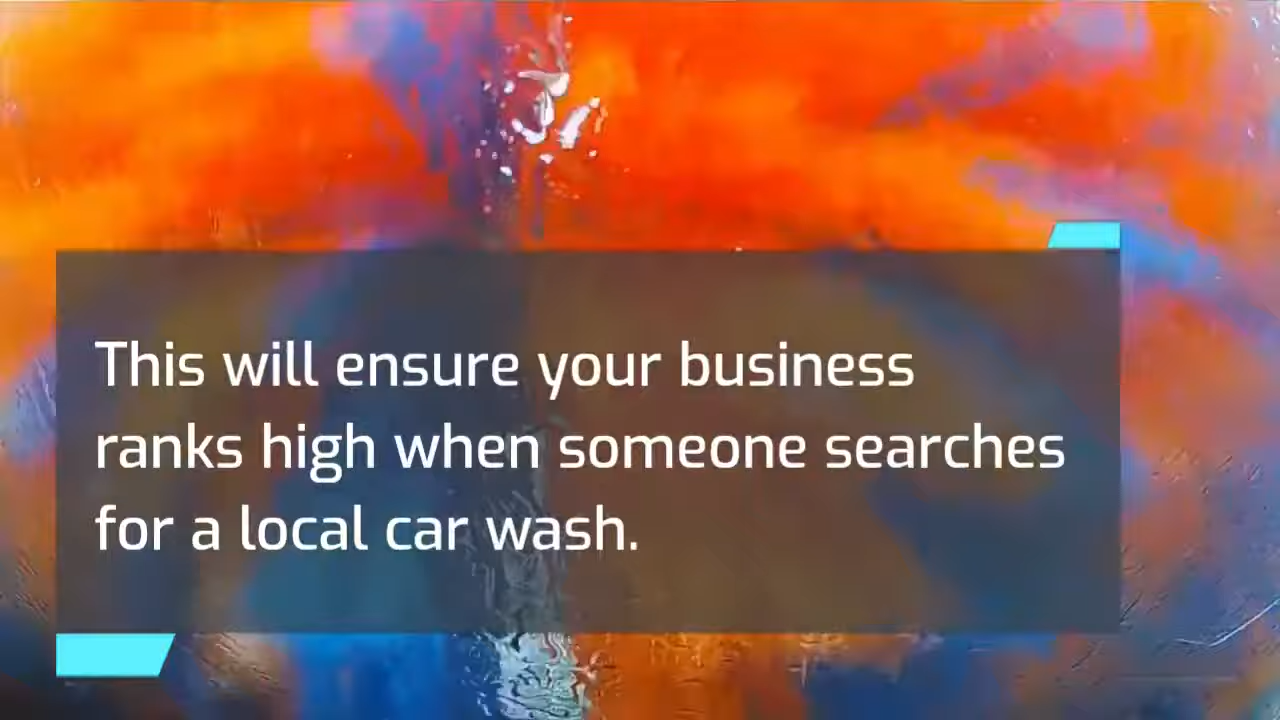 This will ensure your business
ranks high when someone searches
for a local car wash.